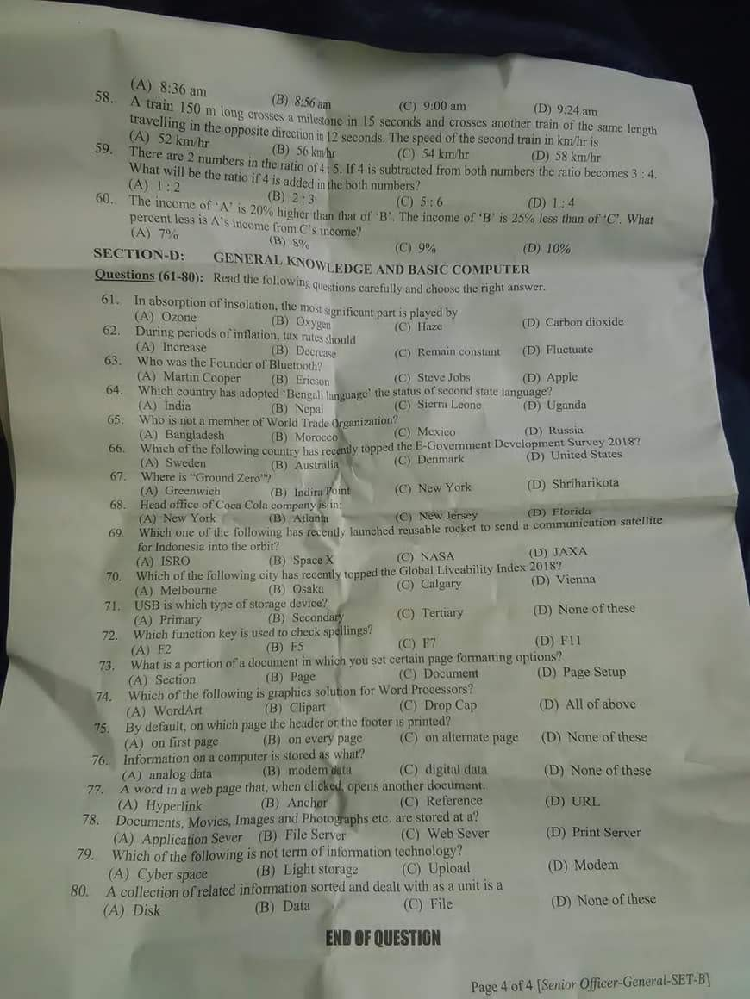 (A) 8:36 am (B) 8:56 am (C) 9:00 am (D) 9:24 am
58. A train 150 m long crosses a milestone in 15 seconds and crosses another train of the same length
travelling in the opposite direction in 12 seconds. The speed of the second train in km/hr is
(A) 52 km/hr (B) 56 km/hr (C) 54 km/hr (D) 58 km/hr
59. There are 2 numbers in the ratio of 4 : 5. If 4 is subtracted from both numbers the ratio becomes 3 : 4.
What will be the ratio if 4 is added in the both numbers?
(A) 1 : 2 (B) 2 : 3 (C) 5 : 6 (D) 1 : 4
60. The income of 'A' is 20% higher than that of 'B'. The income of 'B' is 25% less than of 'C'. What
percent less is A's income from C's income?
(A) 7% (B) 8% (C) 9% (D) 10%
SECTION-D: GENERAL KNOWLEDGE AND BASIC COMPUTER
Questions (61-80): Read the following questions carefully and choose the right answer.
61. In absorption of insolation, the most significant part is played by
(A) Ozone (B) Oxygen (C) Haze (D) Carbon dioxide
62. During periods of inflation, tax rates should
(A) Increase (B) Decrease (C) Remain constant (D) Fluctuate
63. Who was the Founder of Bluetooth?
(A) Martin Cooper (B) Ericson (C) Steve Jobs (D) Apple
64. Which country has adopted 'Bengali language' the status of second state language?
(A) India (B) Nepal (C) Sierra Leone (D) Uganda
65. Who is not a member of World Trade Organization?
(A) Bangladesh (B) Morocco (C) Mexico (D) Russia
66. Which of the following country has recently topped the E-Government Development Survey 2018?
(A) Sweden (B) Australia (C) Denmark (D) United States
67. Where is "Ground Zero"?
(A) Greenwich (B) Indira Point (C) New York (D) Shriharikota
68. Head office of Coca Cola company is in:
(A) New York (B) Atlanta (C) New Jersey (D) Florida
69. Which one of the following has recently launched reusable rocket to send a communication satellite
for Indonesia into the orbit?
(A) ISRO (B) Space X (C) NASA (D) JAXA
70. Which of the following city has recently topped the Global Liveability Index 2018?
(A) Melbourne (B) Osaka (C) Calgary (D) Vienna
71. USB is which type of storage device?
(A) Primary (B) Secondary (C) Tertiary (D) None of these
72. Which function key is used to check spellings?
(A) F2 (B) F5 (C) F7 (D) F11
73. What is a portion of a document in which you set certain page formatting options?
(A) Section (B) Page (C) Document (D) Page Setup
74. Which of the following is graphics solution for Word Processors?
(A) WordArt (B) Clipart (C) Drop Cap (D) All of above
75. By default, on which page the header or the footer is printed?
(A) on first page (B) on every page (C) on alternate page (D) None of these
76. Information on a computer is stored as what?
(A) analog data (B) modem data (C) digital data (D) None of these
77. A word in a web page that, when clicked, opens another document.
(A) Hyperlink (B) Anchor (C) Reference (D) URL
78. Documents, Movies, Images and Photographs etc. are stored at a?
(A) Application Sever (B) File Server (C) Web Sever (D) Print Server
79. Which of the following is not term of information technology?
(A) Cyber space (B) Light storage (C) Upload (D) Modem
80. A collection of related information sorted and dealt with as a unit is a
(A) Disk (B) Data (C) File (D) None of these
END OF QUESTION
Page 4 of 4 [Senior Officer-General-SET-B]